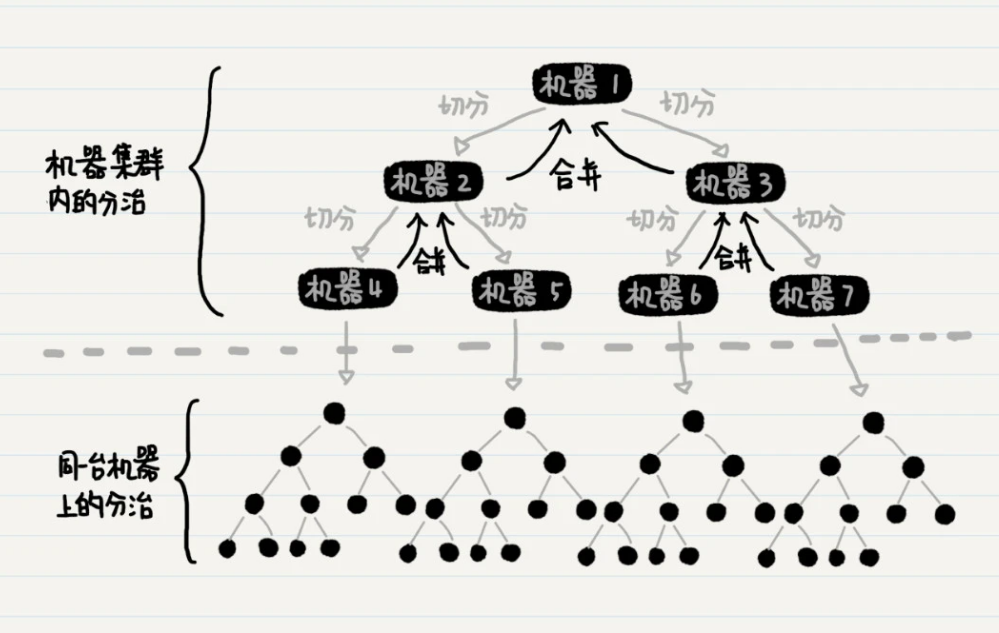 机器1
切分
切分
机器集群
内的分治
机器2
合并
机器3
切分
切分
切分
切分
合并
合并
机器4
机器5
机器6
机器7
同一台机器
上的分治